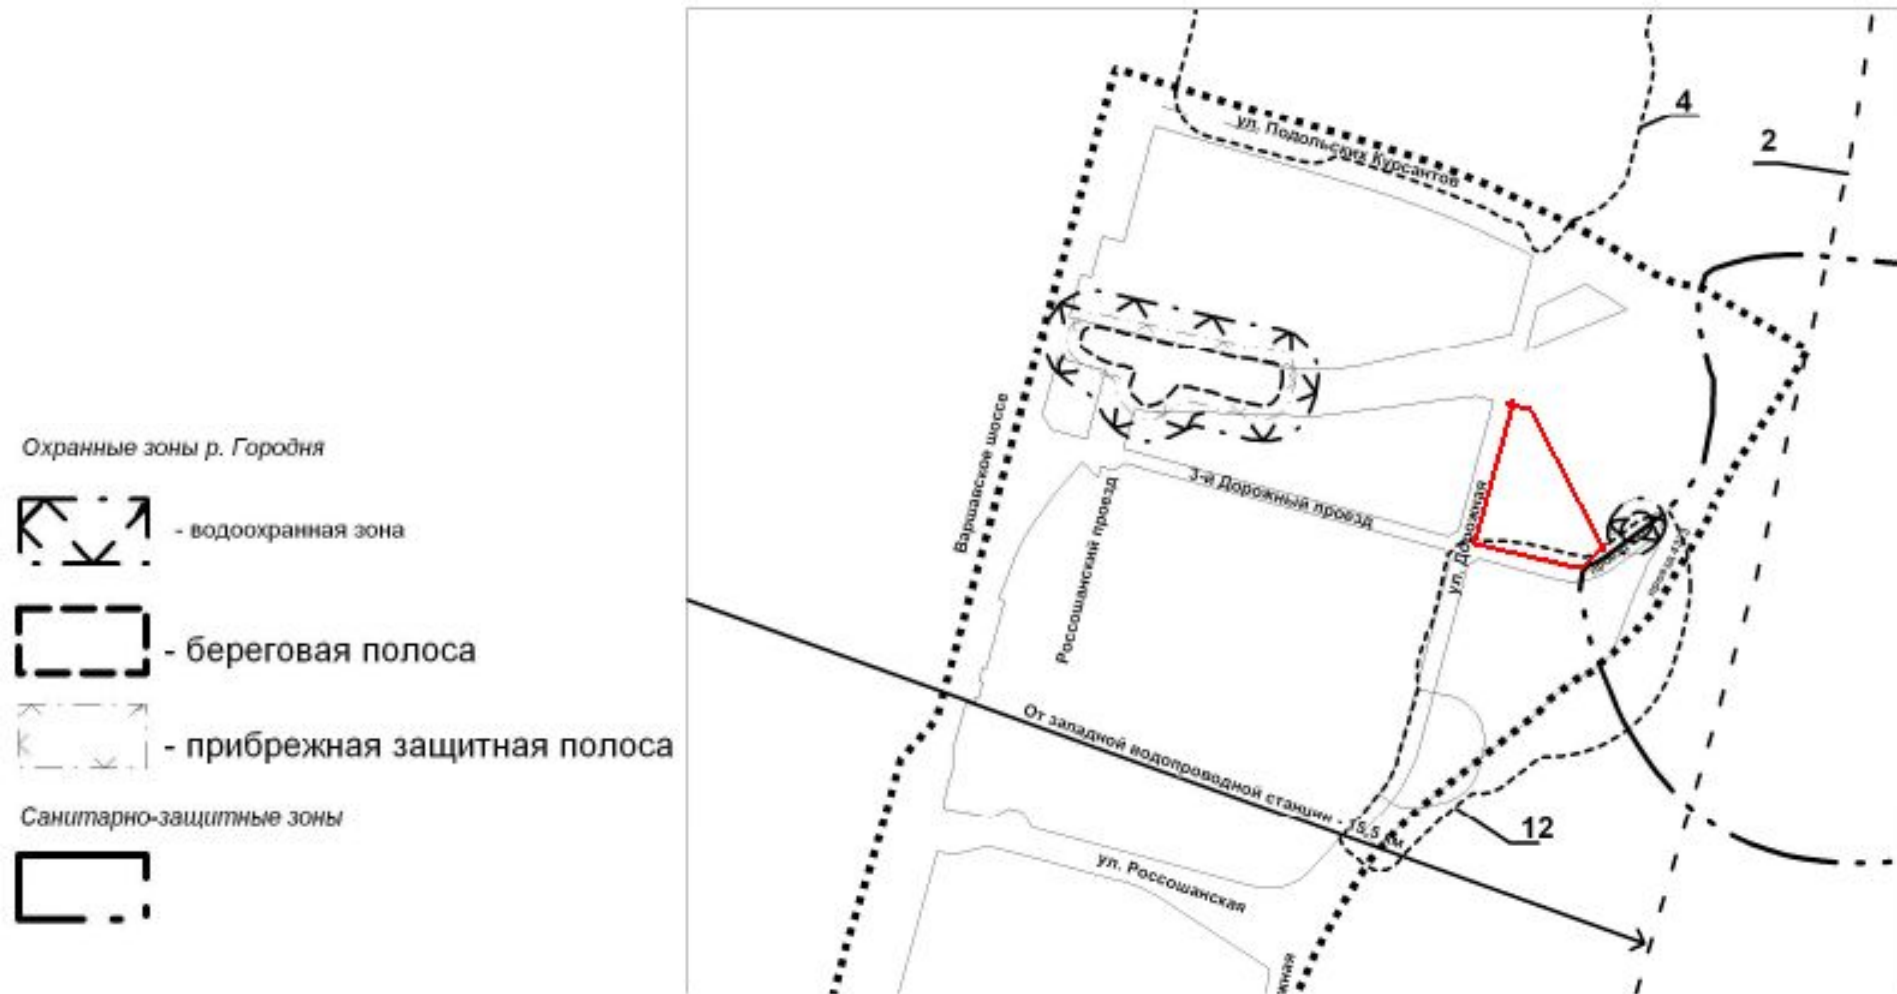 Охранные зоны р. Городня
- водоохранная зона
- береговая полоса
- прибрежная защитная полоса
Санитарно-защитные зоны
4
2
ул. Подольских Курсантов
Варшавское шоссе
3-й Дорожный проезд
Россошанский проезд
ул. Дорожная
От западной водопроводной станции - 15,5 км
12
ул. Россошанская
жная